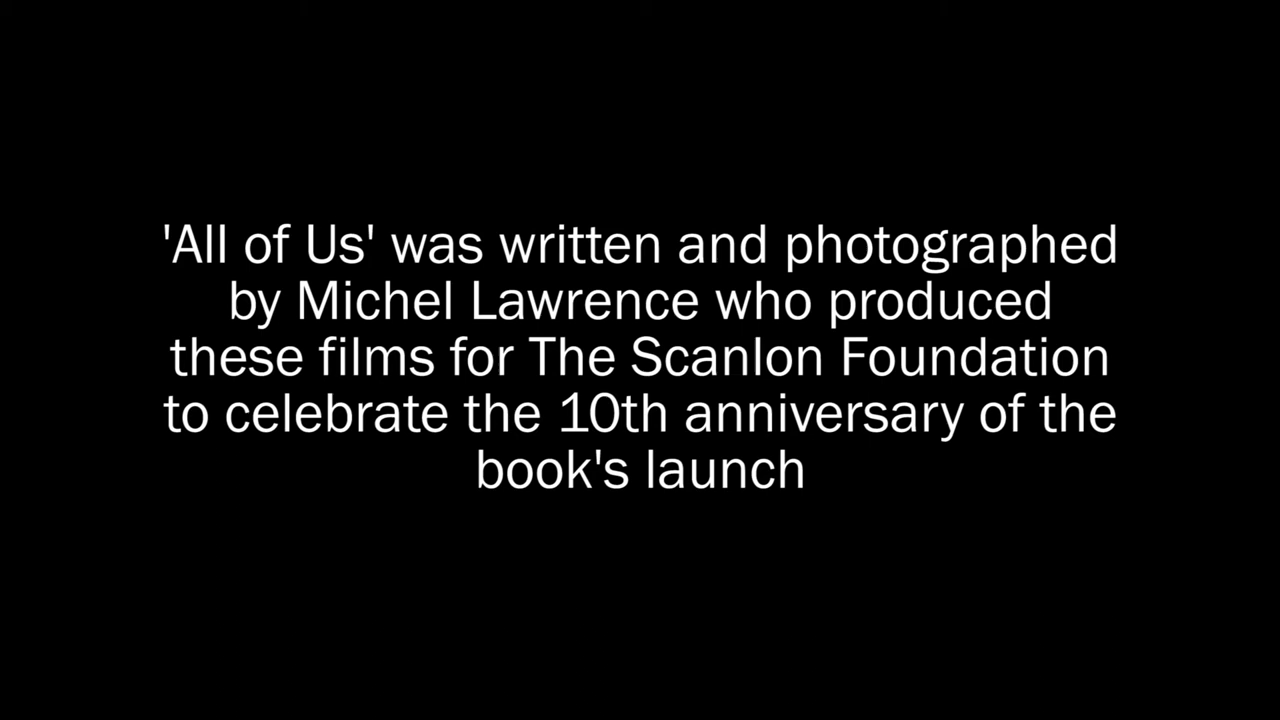 'All of Us' was written and photographed
by Michel Lawrence who produced
these films for The Scanlon Foundation
to celebrate the 10th anniversary of the
book's launch